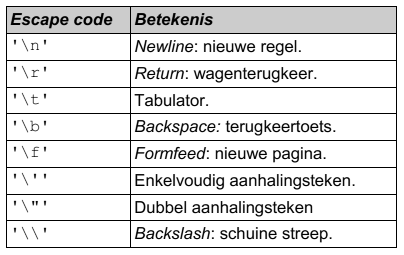 Escape code Betekenis
'\n' Newline: nieuwe regel.
'\r' Return: wagenterugkeer.
'\t' Tabulator.
'\b' Backspace: terugkeertoets.
'\f' Formfeed: nieuwe pagina.
'\'' Enkelvoudig aanhalingsteken.
'\"' Dubbel aanhalingsteken
'\\' Backslash: schuine streep.